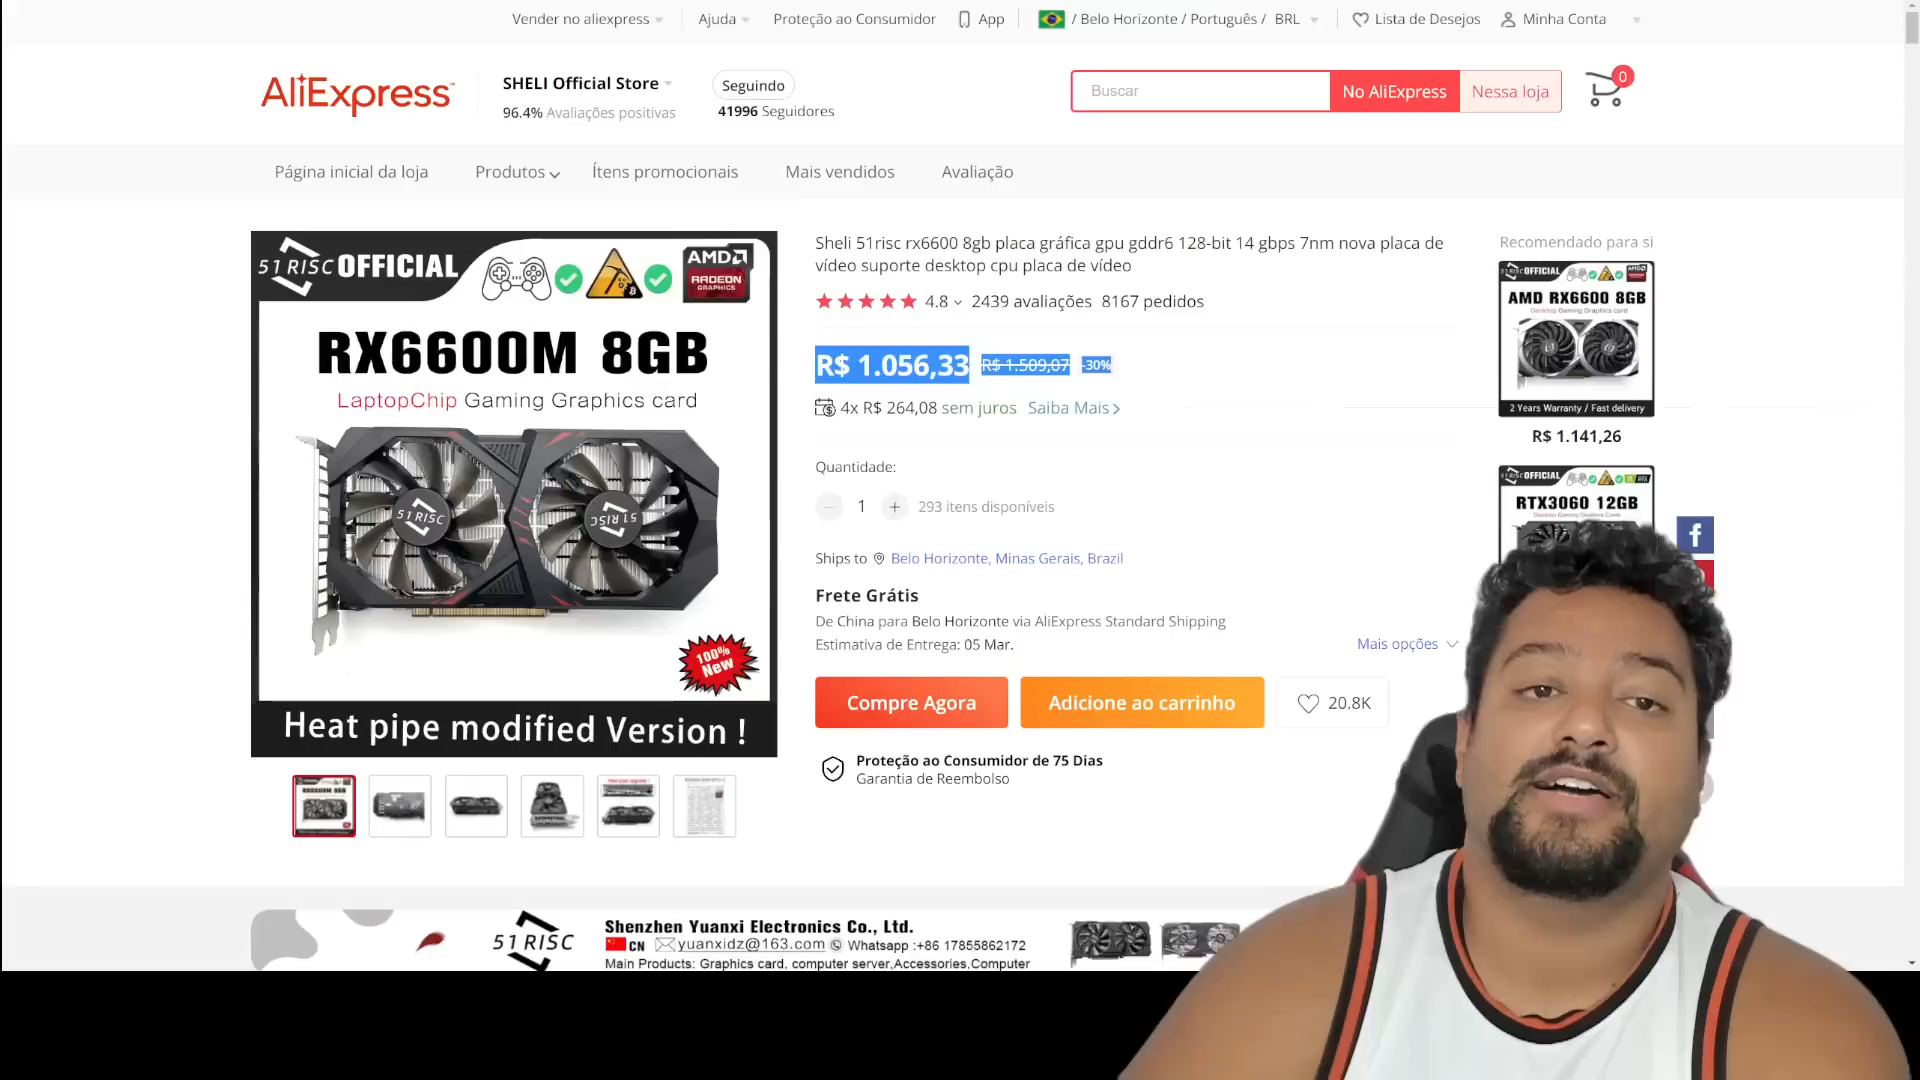 Vender no aliexpress
Ajuda
Proteção ao Consumidor
App
/ Belo Horizonte / Português / BRL
Lista de Desejos
Minha Conta
AliExpress
SHELI Official Store
96.4% Avaliações positivas
Seguindo
41996 Seguidores
Buscar
No AliExpress
Nessa loja
0
Página inicial da loja
Produtos
Ítens promocionais
Mais vendidos
Avaliação
51RISC OFFICIAL
AMD
RADEON
GRAPHICS
RX6600M 8GB
LaptopChip Gaming Graphics card
51RISC
51RISC
100%
New
Heat pipe modified Version !
Sheli 51risc rx6600 8gb placa gráfica gpu gddr6 128-bit 14 gbps 7nm nova placa de
vídeo suporte desktop cpu placa de vídeo
4.8
2439 avaliações
8167 pedidos
R$ 1.056,33
R$ 1.509,07
-30%
4x R$ 264,08 sem juros
Saiba Mais
Quantidade:
1
293 itens disponíveis
Ships to
Belo Horizonte, Minas Gerais, Brazil
Frete Grátis
De China para Belo Horizonte via AliExpress Standard Shipping
Estimativa de Entrega: 05 Mar.
Mais opções
Compre Agora
Adicione ao carrinho
20.8K
Proteção ao Consumidor de 75 Dias
Garantia de Reembolso
Recomendado para si
51RISC OFFICIAL
AMD RX6600 8GB
Desktop Gaming Graphics card
2 Years Warranty / Fast delivery
R$ 1.141,26
51RISC OFFICIAL
RTX3060 12GB
f
51RISC
Shenzhen Yuanxi Electronics Co., Ltd.
CN
yuanxidz@163.com
Whatsapp :+86 17855862172
Main Products: Graphics card, computer server,Accessories,Computer